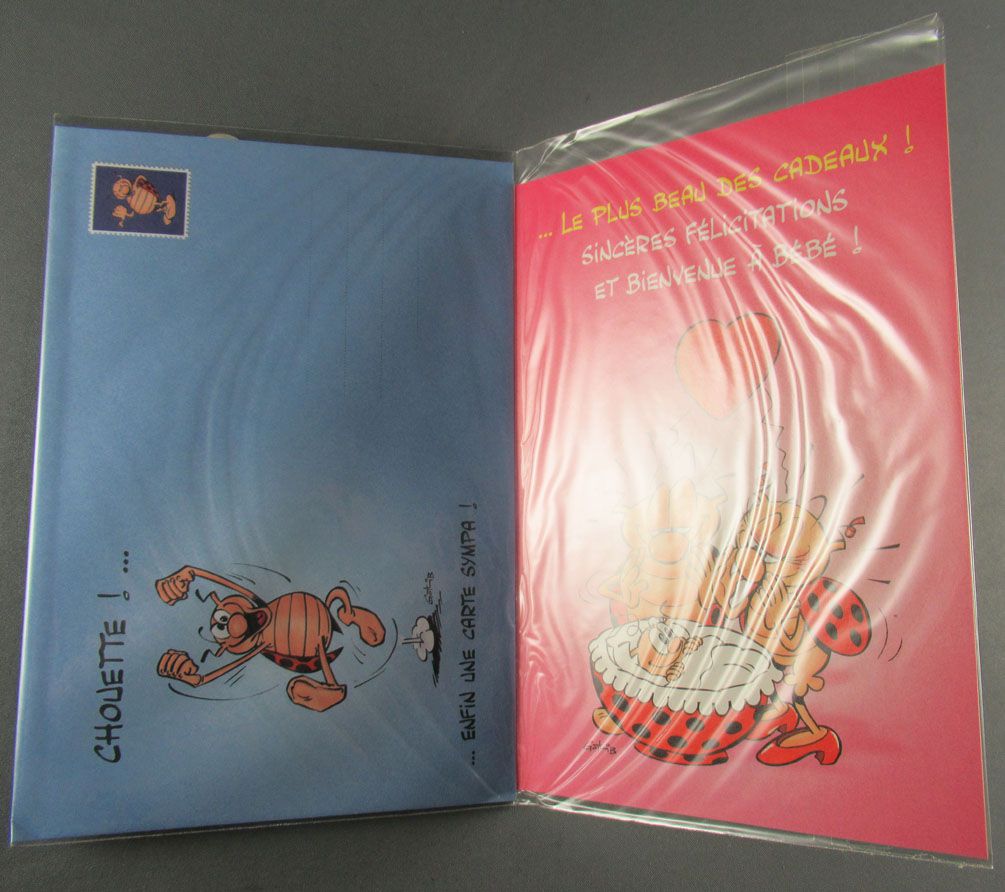 CHOUETTE ! ...
... ENFIN UNE CARTE SYMPA !
... LE PLUS BEAU DES CADEAUX !
SINCÈRES FÉLICITATIONS
ET BIENVENUE À BÉBÉ !